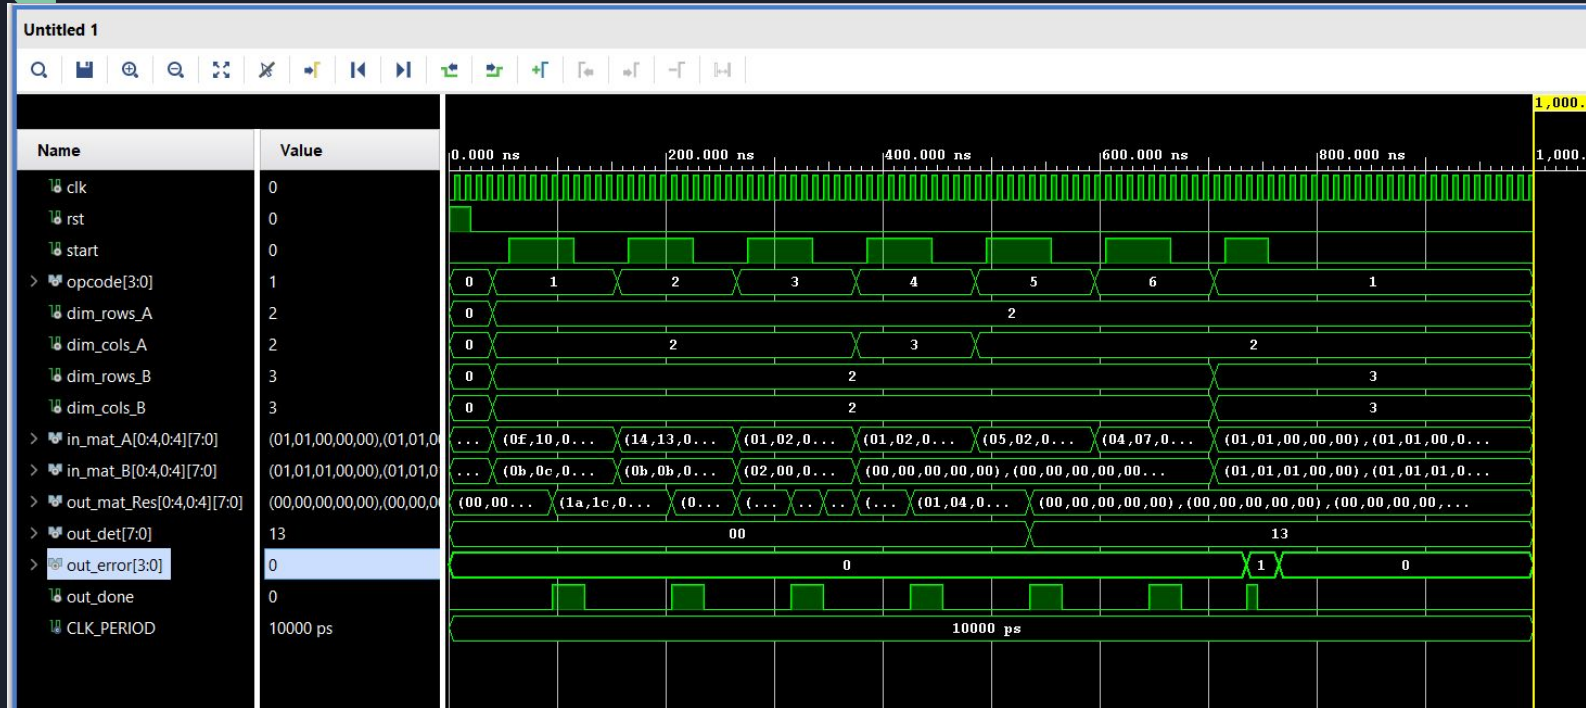 Untitled 1
1,000.
Name Value
0.000 ns 200.000 ns 400.000 ns 600.000 ns 800.000 ns 1,000.
clk 0
rst 0
start 0
opcode[3:0] 1 0 1 2 3 4 5 6 1
dim_rows_A 2 0 2
dim_cols_A 2 0 2 3 2
dim_rows_B 3 0 2 3
dim_cols_B 3 0 2 3
in_mat_A[0:4,0:4][7:0] (01,01,00,00,00),(01,01,0 ... (0f,10,0... (14,13,0... (01,02,0... (01,02,0... (05,02,0... (04,07,0... (01,01,00,00,00),(01,01,00,0...
in_mat_B[0:4,0:4][7:0] (01,01,01,00,00),(01,01,0 ... (0b,0c,0... (0b,0b,0... (02,00,0... (00,00,00,00,00),(00,00,00,00,00... (01,01,01,00,00),(01,01,01,0...
out_mat_Res[0:4,0:4][7:0] (00,00,00,00,00),(00,00,0 (00,00... (1a,1c,0... (0... (... .. .. (... (01,04,0... (00,00,00,00,00),(00,00,00,00,00),(00,00,00,00,...
out_det[7:0] 13 00 13
out_error[3:0] 0 0 1 0
out_done 0
CLK_PERIOD 10000 ps 10000 ps